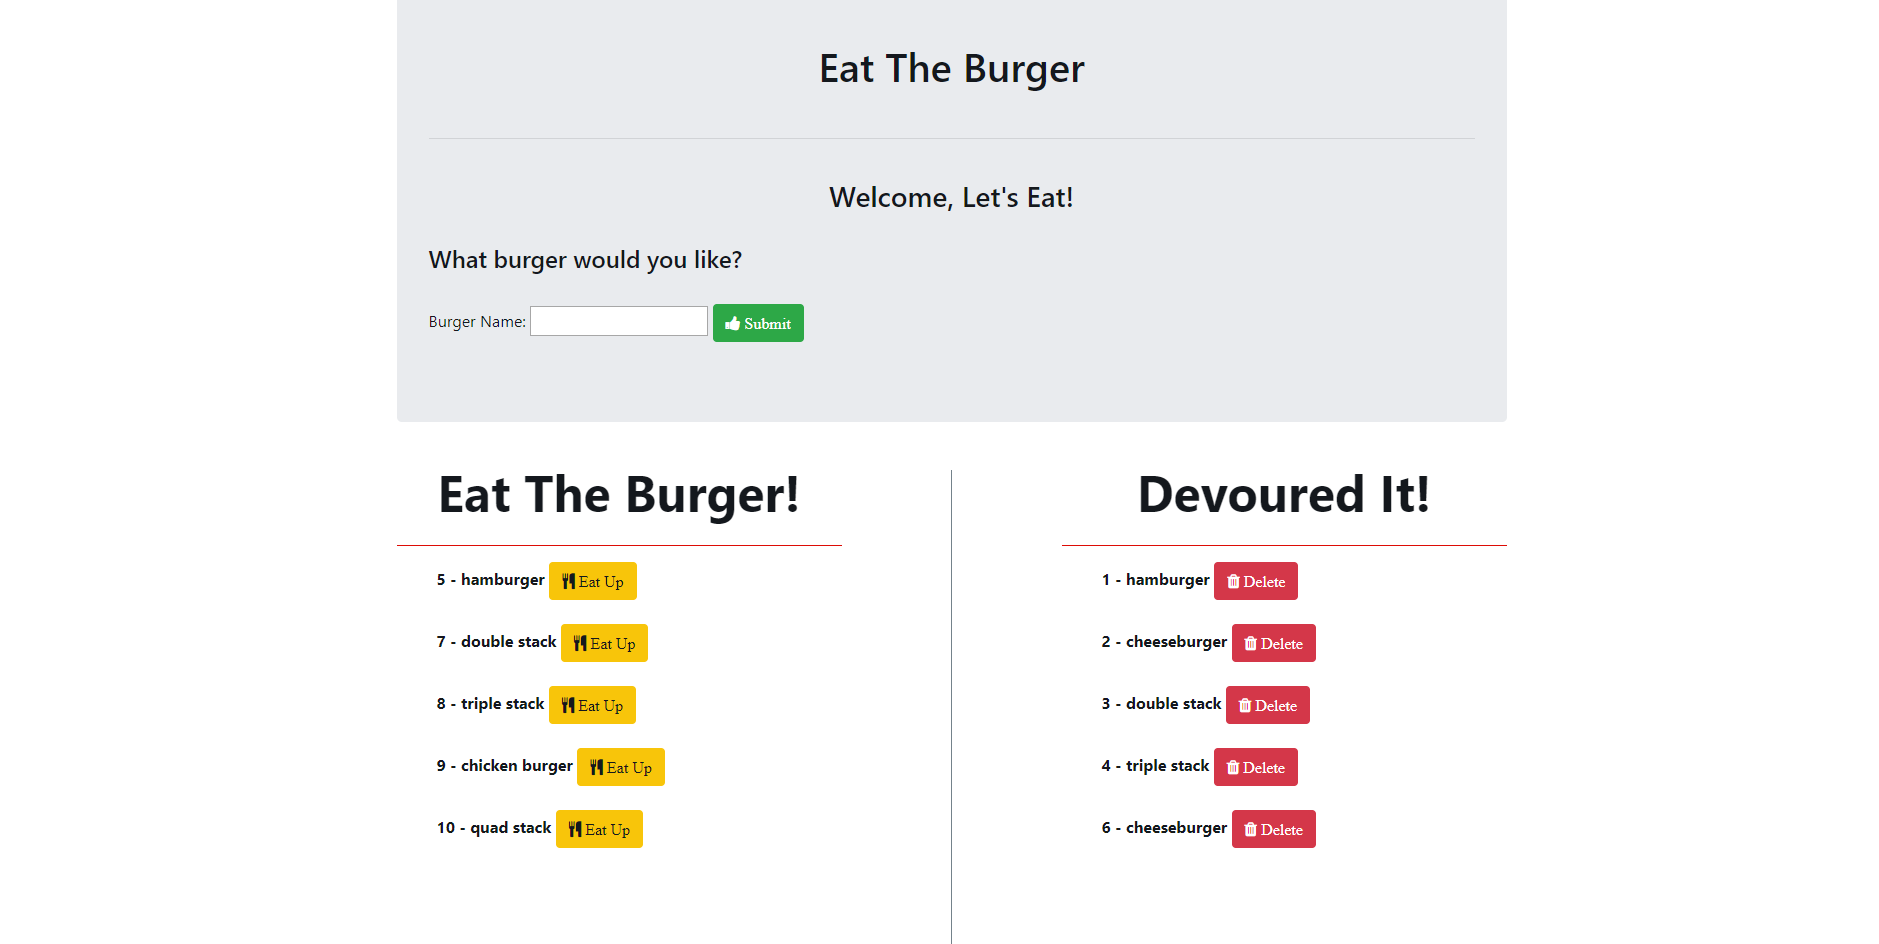 Eat The Burger
Welcome, Let's Eat!
What burger would you like?
Burger Name: Submit
Eat The Burger!
5 - hamburger Eat Up
7 - double stack Eat Up
8 - triple stack Eat Up
9 - chicken burger Eat Up
10 - quad stack Eat Up
Devoured It!
1 - hamburger Delete
2 - cheeseburger Delete
3 - double stack Delete
4 - triple stack Delete
6 - cheeseburger Delete